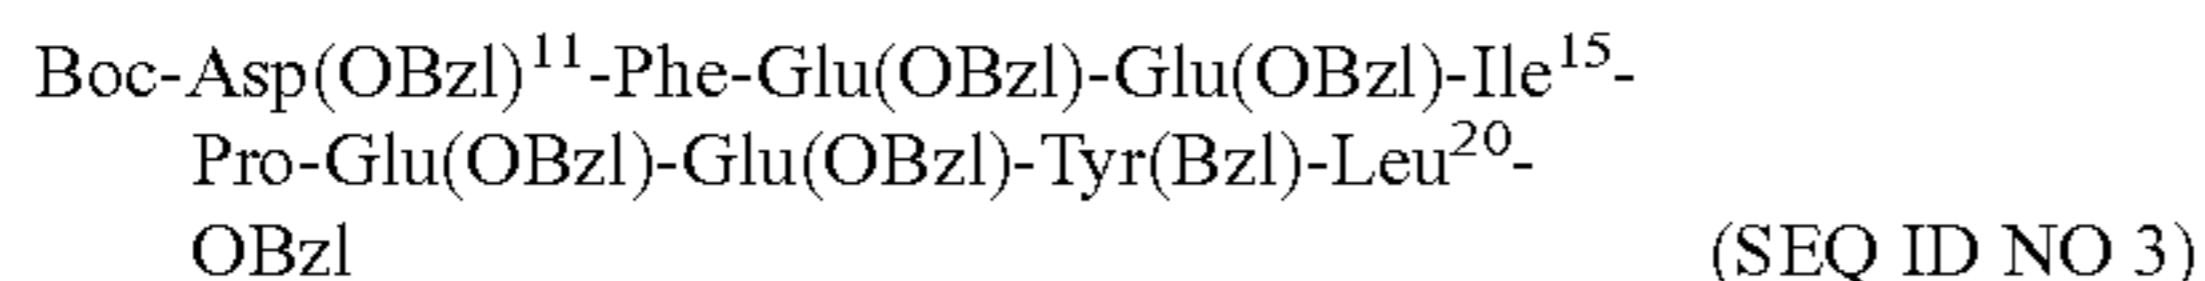 Boc-Asp(OBzl)¹¹-Phe-Glu(OBzl)-Glu(OBzl)-Ile¹⁵-
Pro-Glu(OBzl)-Glu(OBzl)-Tyr(Bzl)-Leu²⁰-
OBzl (SEQ ID NO 3)